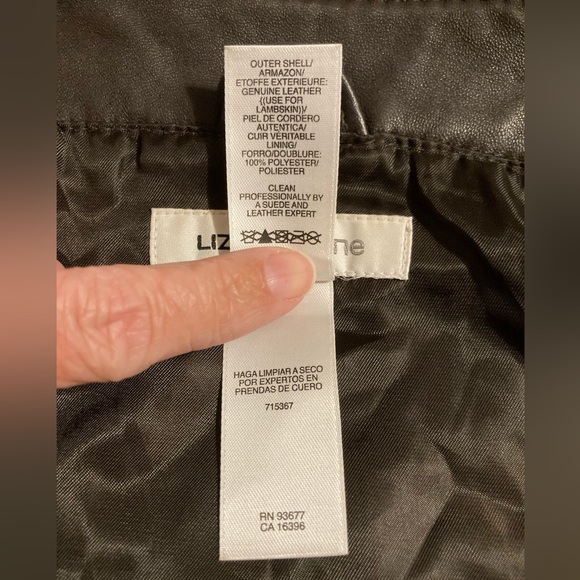 OUTER SHELL/
ARMAZON/
ETOFFE EXTERIEURE:
GENUINE LEATHER
{(USE FOR
LAMBSKIN)}/
PIEL DE CORDERO
AUTENTICA/
CUIR VÉRITABLE
LINING/
FORRO/DOUBLURE:
100% POLYESTER/
POLIESTER
CLEAN
PROFESSIONALLY BY
A SUEDE AND
LEATHER EXPERT
LIZ ne
HAGA LIMPIAR A SECO
POR EXPERTOS EN
PRENDAS DE CUERO
715367
RN 93677
CA 16396